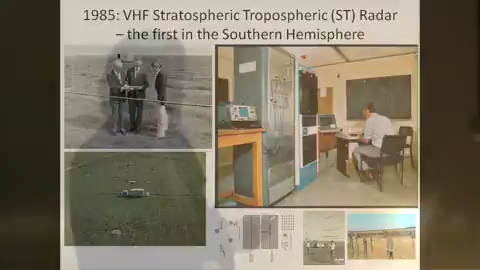 1985: VHF Stratospheric Tropospheric (ST) Radar
– the first in the Southern Hemisphere